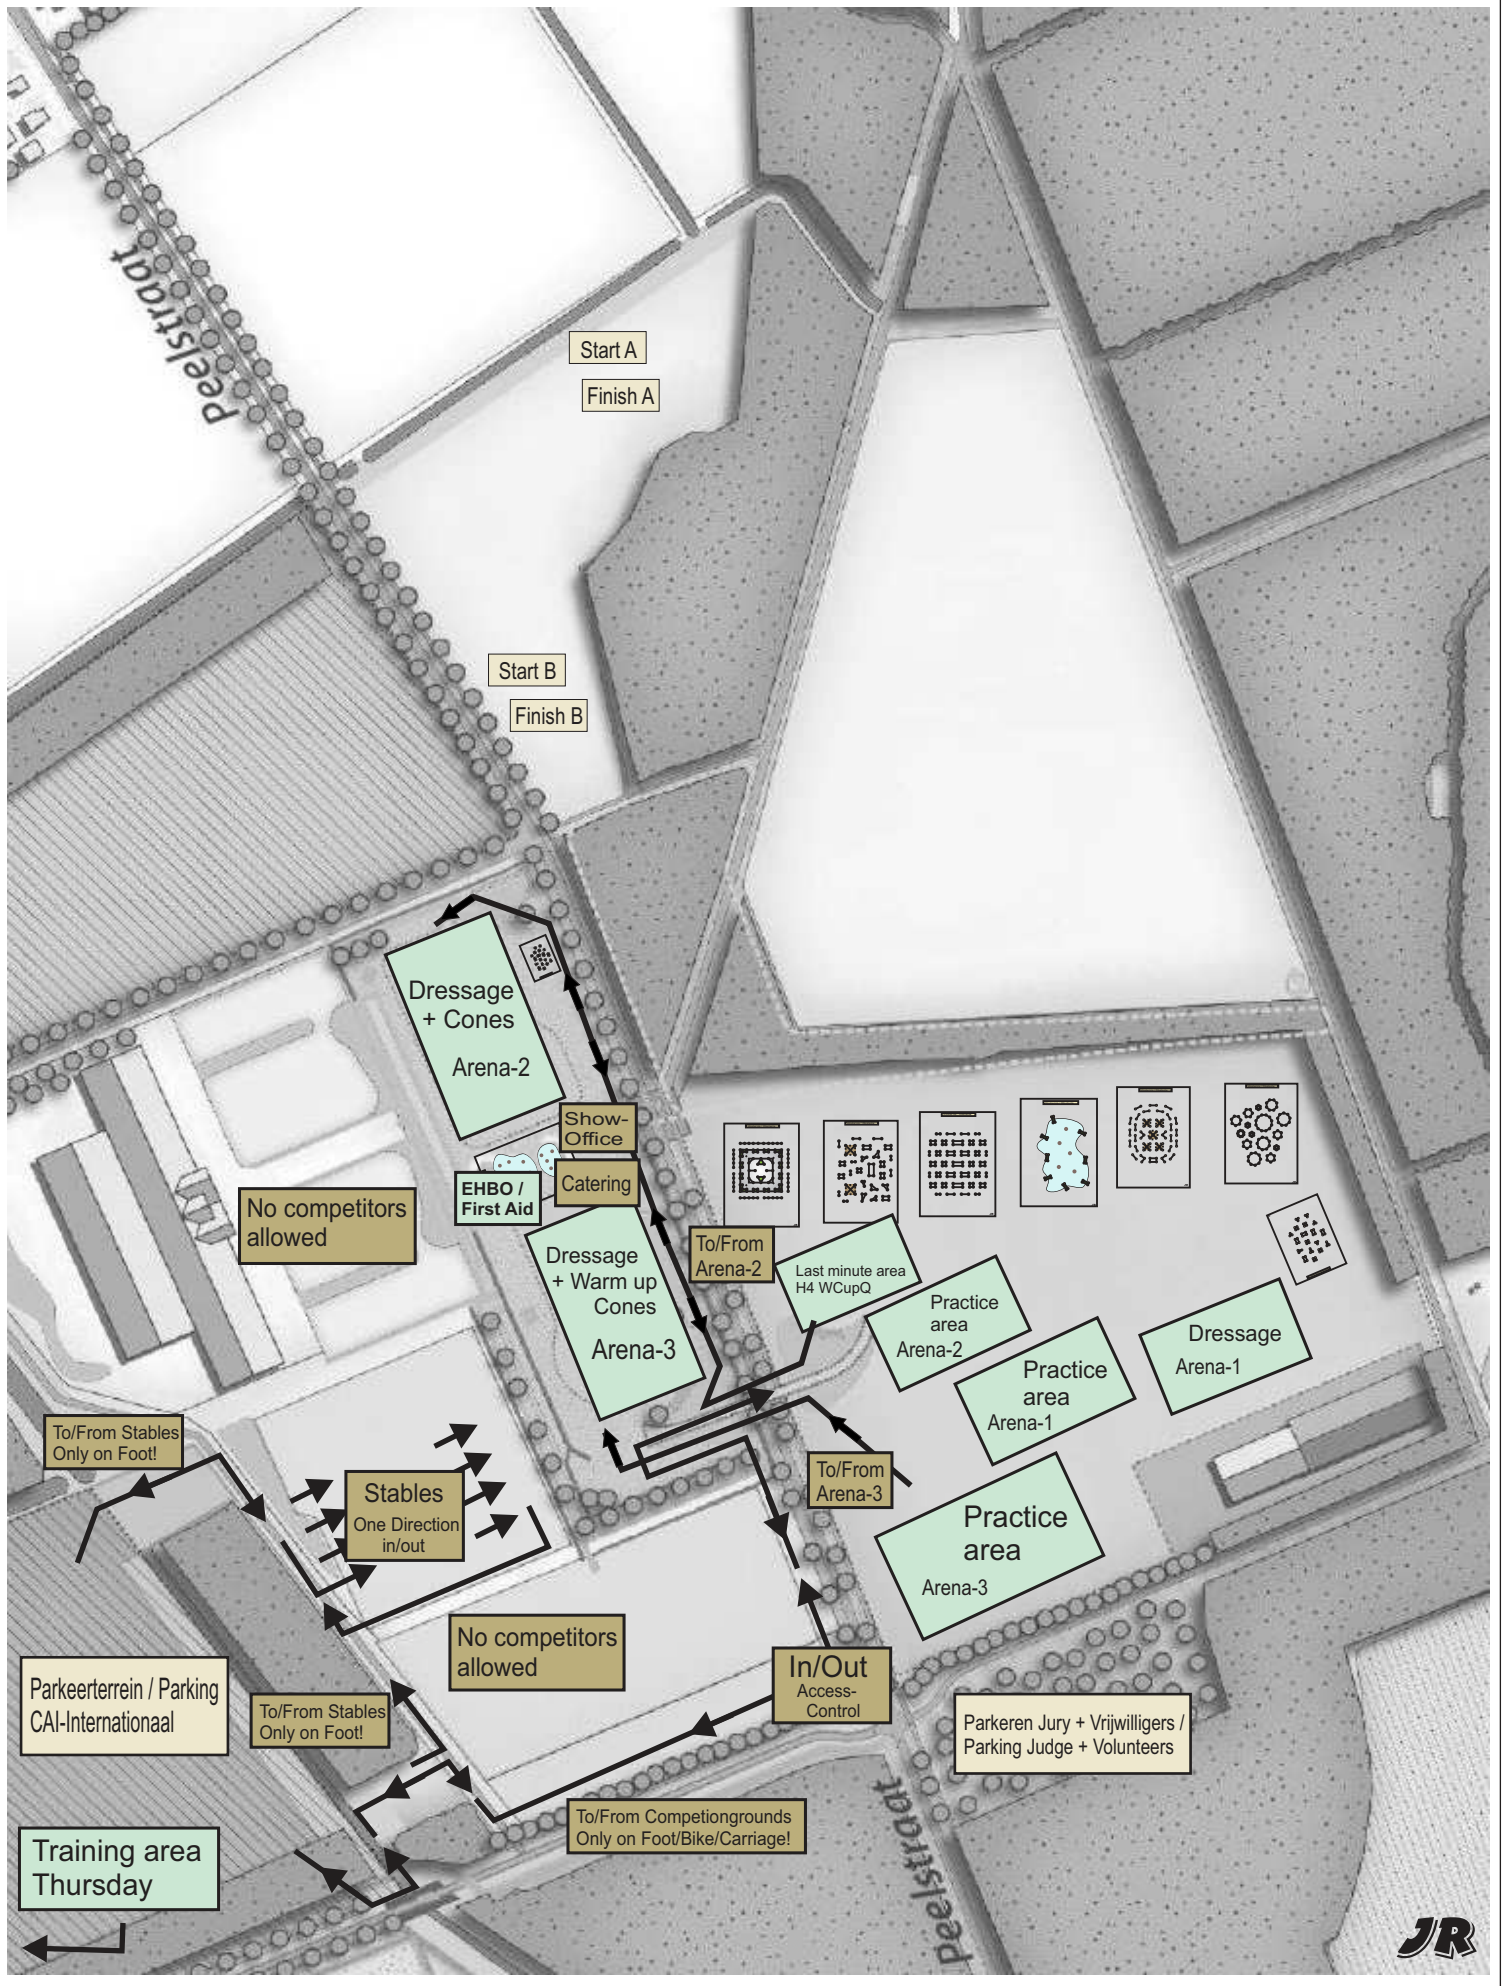 Peelstraat
Start A
Finish A
Start B
Finish B
Dressage
+ Cones
Arena-2
Show-
Office
Catering
EHBO /
First Aid
No competitors
allowed
Dressage
+ Warm up
Cones
Arena-3
To/From
Arena-2
Last minute area
H4 WCupQ
Practice
area
Arena-2
Practice
area
Arena-1
Dressage
Arena-1
To/From Stables
Only on Foot!
Stables
One Direction
in/out
To/From
Arena-3
Practice
area
Arena-3
No competitors
allowed
In/Out
Access-
Control
Parkeerterrein / Parking
CAI-Internationaal
To/From Stables
Only on Foot!
Parkeren Jury + Vrijwilligers /
Parking Judge + Volunteers
To/From Competiongrounds
Only on Foot/Bike/Carriage!
Peelstraat
Training area
Thursday
JR